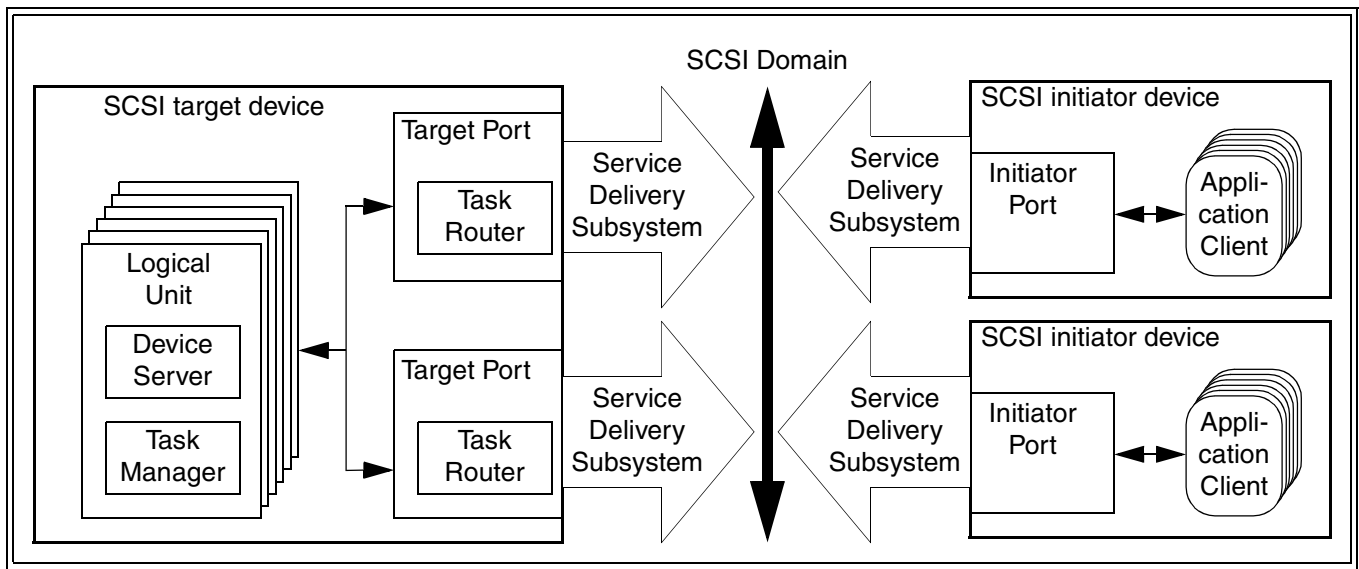 SCSI Domain
SCSI target device
Target Port
Task
Router
Logical
Unit
Device
Server
Task
Manager
Target Port
Task
Router
Service
Delivery
Subsystem
Service
Delivery
Subsystem
Service
Delivery
Subsystem
Service
Delivery
Subsystem
SCSI initiator device
Initiator
Port
Appli-
cation
Client
SCSI initiator device
Initiator
Port
Appli-
cation
Client